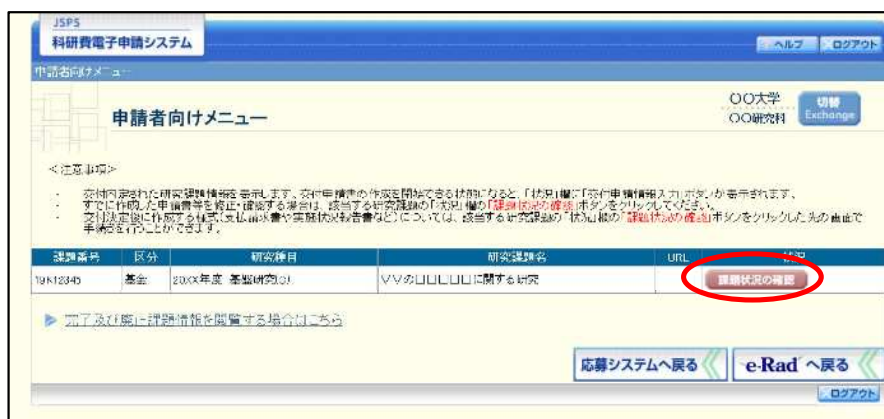 JSPS
科研費電子申請システム
ヘルプ
ログアウト
申請者向けメニュー
申請者向けメニュー
〇〇大学
〇〇研究科
切替
Exchange
<注意事項>
・ 交付内定された研究課題情報を表示します。交付申請書の作成を開始できる状態になると、「状況」欄に「交付申請情報入力」ボタンが表示されます。
・ すでに作成した申請書等を修正・確認する場合は、該当する研究課題の「状況」欄の「課題状況の確認」ボタンをクリックしてください。
・ 交付決定後に作成する様式(支払請求書や実施状況報告書など)については、該当する研究課題の「状況」欄の「課題状況の確認」ボタンをクリックした先の画面で
手続を行うことができます。
課題番号 区分 研究種目 研究課題名 URL 状況
19K12345 基金 20XX年度 基盤研究(C) ▽▽の□□□□□に関する研究 課題状況の確認
完了及び廃止課題情報を閲覧する場合はこちら
応募システムへ戻る
e-Rad へ戻る
ログアウト